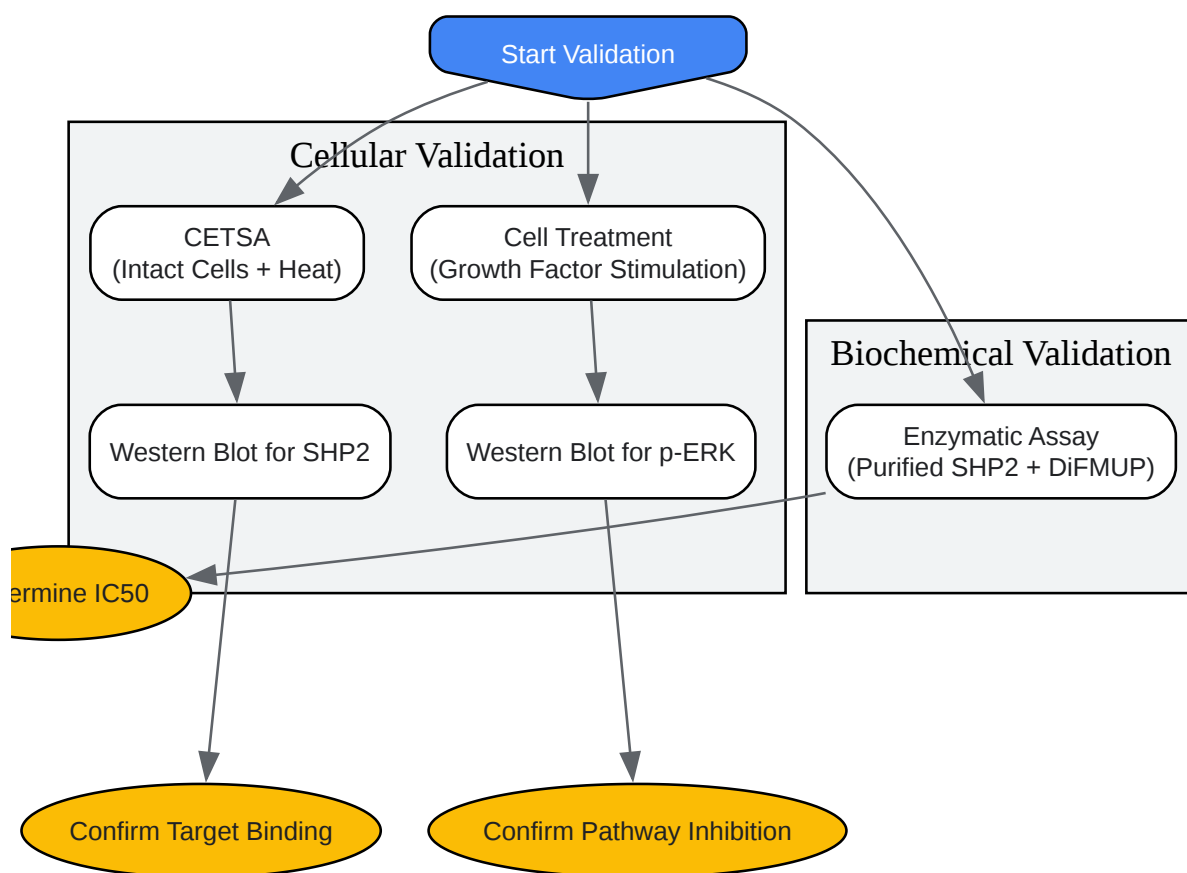 Start Validation
Cellular Validation
CETSA
(Intact Cells + Heat)
Cell Treatment
(Growth Factor Stimulation)
Biochemical Validation
Western Blot for SHP2
Western Blot for p-ERK
Enzymatic Assay
(Purified SHP2 + DiFMUP)
ermine IC50
Confirm Target Binding
Confirm Pathway Inhibition